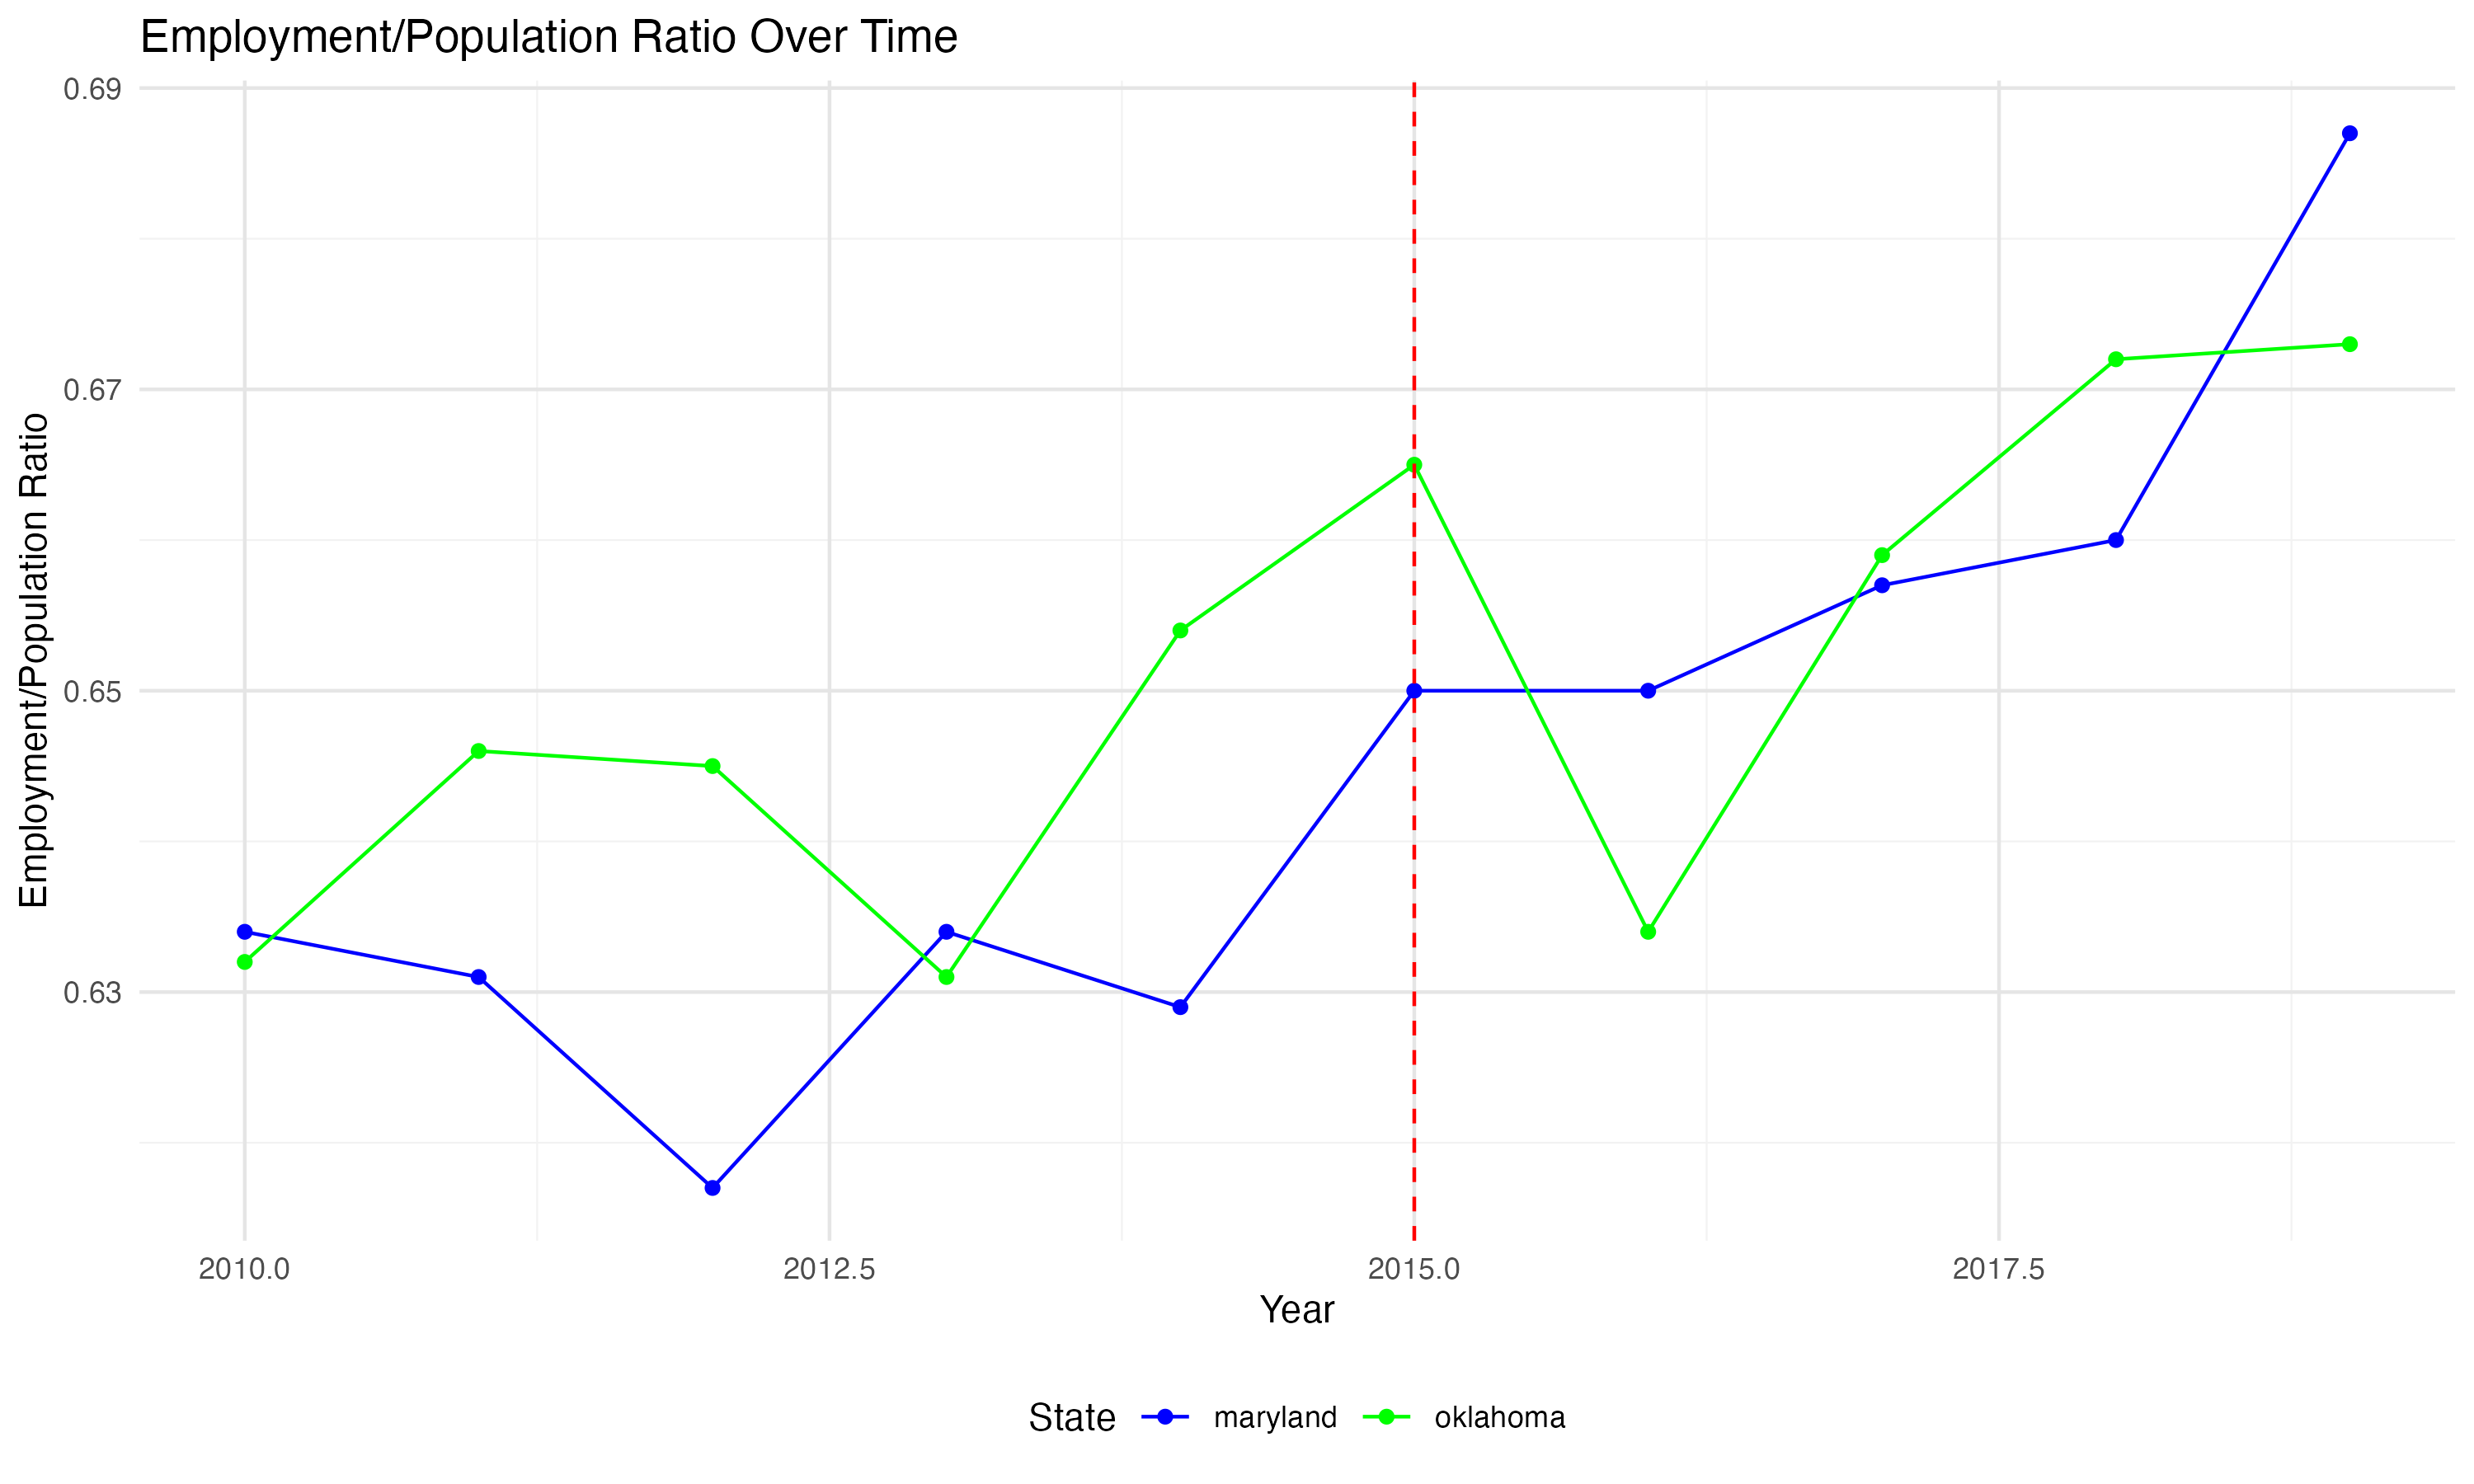 Employment/Population Ratio Over Time
Employment/Population Ratio
0.69
0.67
0.65
0.63
2010.0 2012.5 2015.0 2017.5
Year
State maryland oklahoma